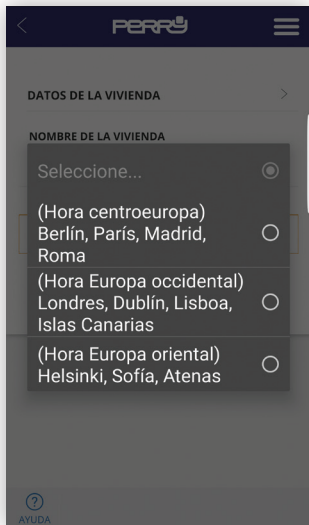 PERRY
DATOS DE LA VIVIENDA
NOMBRE DE LA VIVIENDA
Seleccione...
(Hora centroeuropa)
Berlín, París, Madrid,
Roma
(Hora Europa occidental)
Londres, Dublín, Lisboa,
Islas Canarias
(Hora Europa oriental)
Helsinki, Sofía, Atenas
AYUDA